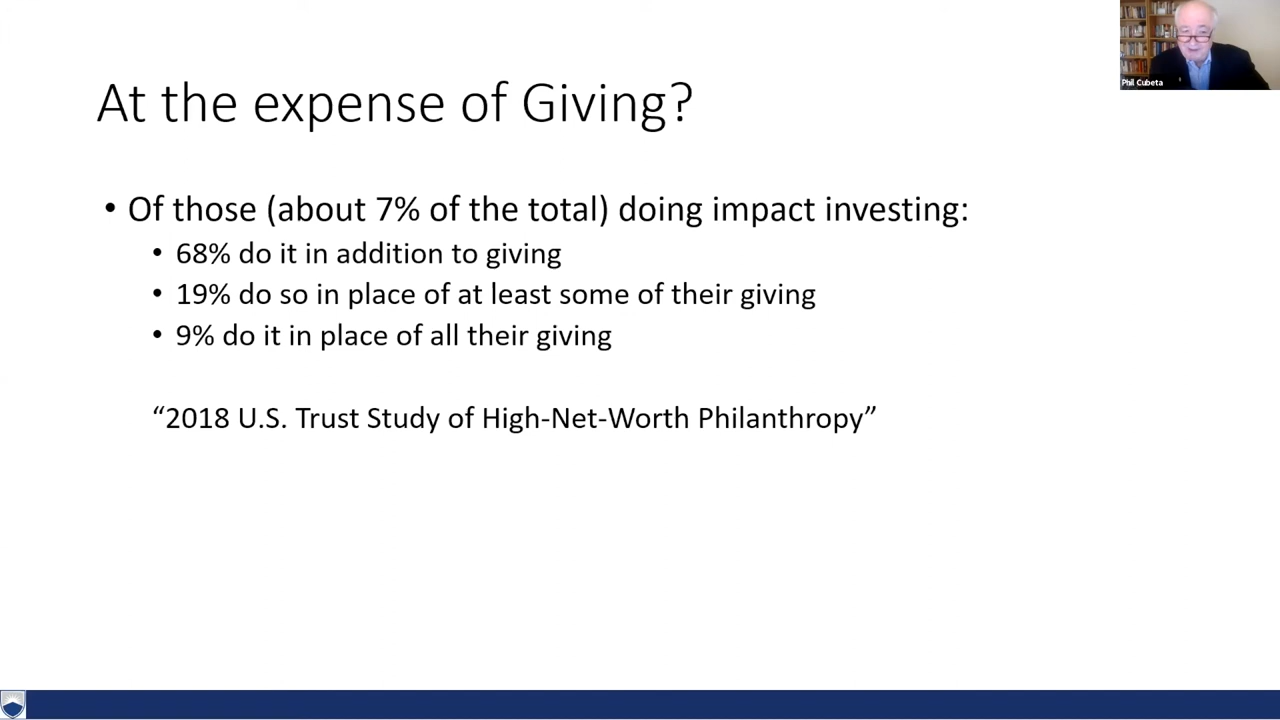 Phil Cubeta
At the expense of Giving?
• Of those (about 7% of the total) doing impact investing:
• 68% do it in addition to giving
• 19% do so in place of at least some of their giving
• 9% do it in place of all their giving
“2018 U.S. Trust Study of High-Net-Worth Philanthropy”